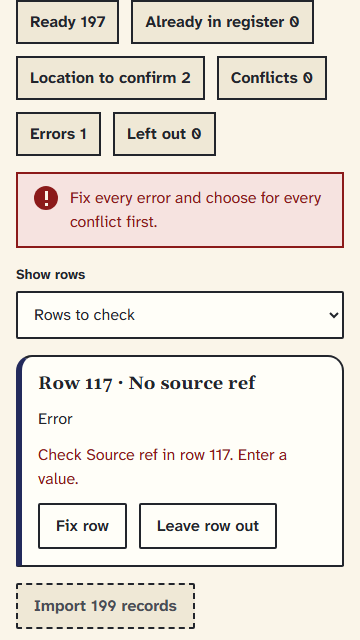 Ready 197
Already in register 0
Location to confirm 2
Conflicts 0
Errors 1
Left out 0
Fix every error and choose for every
conflict first.
Show rows
Rows to check
Row 117 · No source ref
Error
Check Source ref in row 117. Enter a
value.
Fix row
Leave row out
Import 199 records